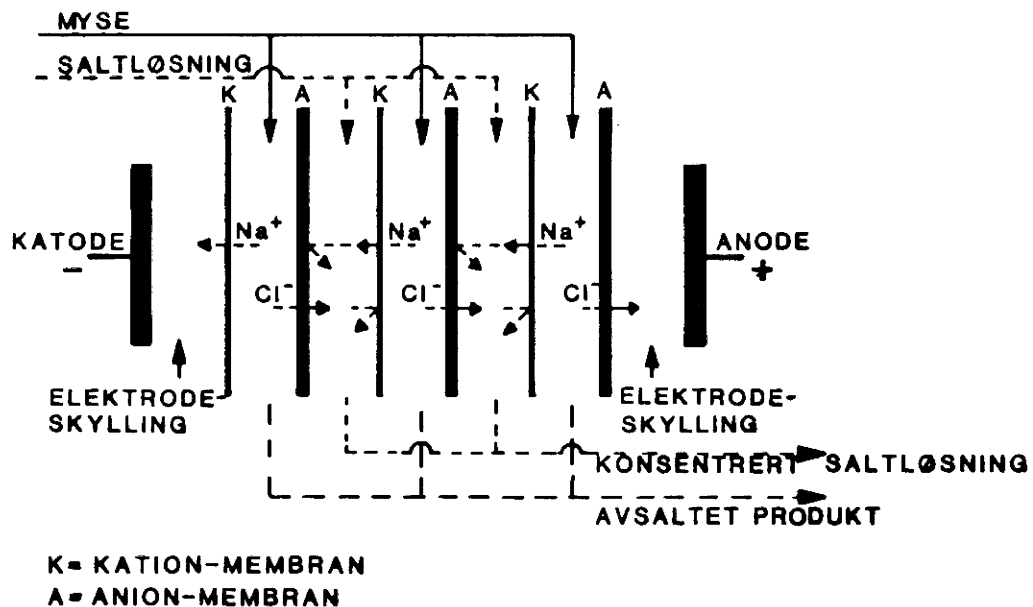 MYSE
SALTLØSNING
K A K A K A
Na⁺ Na⁺ Na⁺
KATODE
−
ANODE
+
Cl⁻ Cl⁻ Cl⁻
ELEKTRODE-
SKYLLING
ELEKTRODE-
SKYLLING
KONSENTRERT SALTLØSNING
AVSALTET PRODUKT
K= KATION-MEMBRAN
A= ANION-MEMBRAN